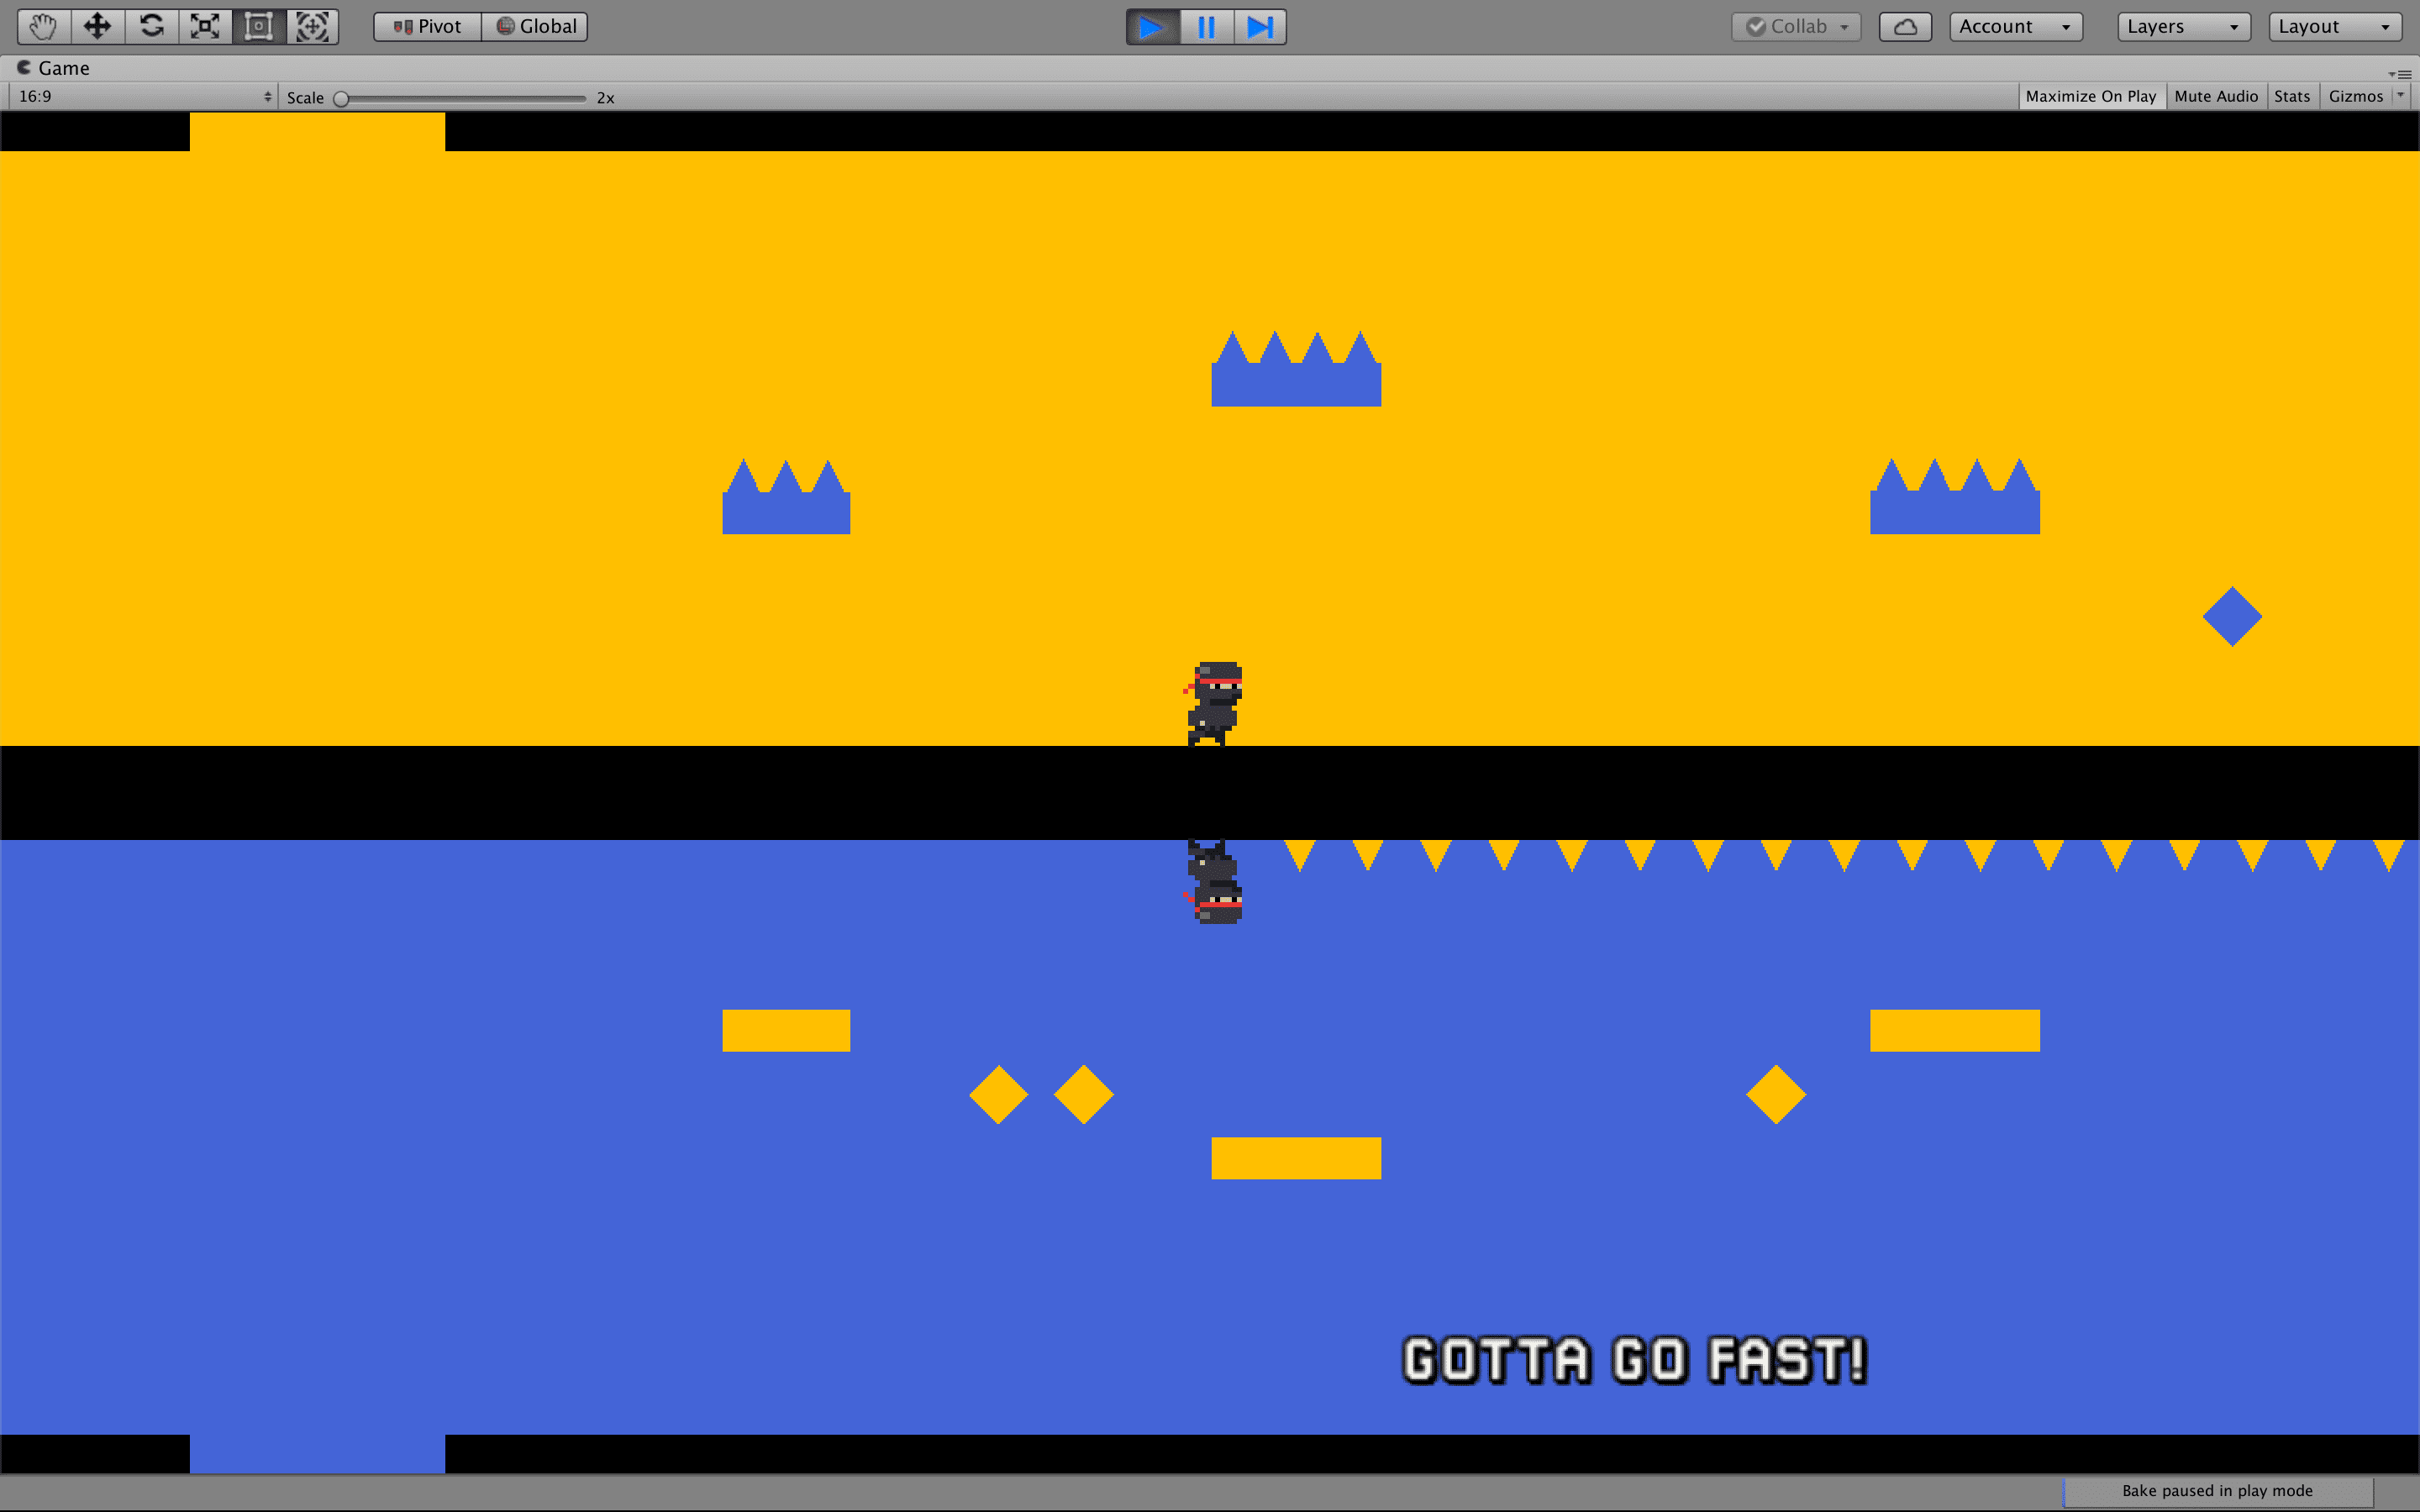 Pivot Global Collab Account Layers Layout
Game
16:9 Scale 2x Maximize On Play Mute Audio Stats Gizmos
GOTTA GO FAST!
Bake paused in play mode